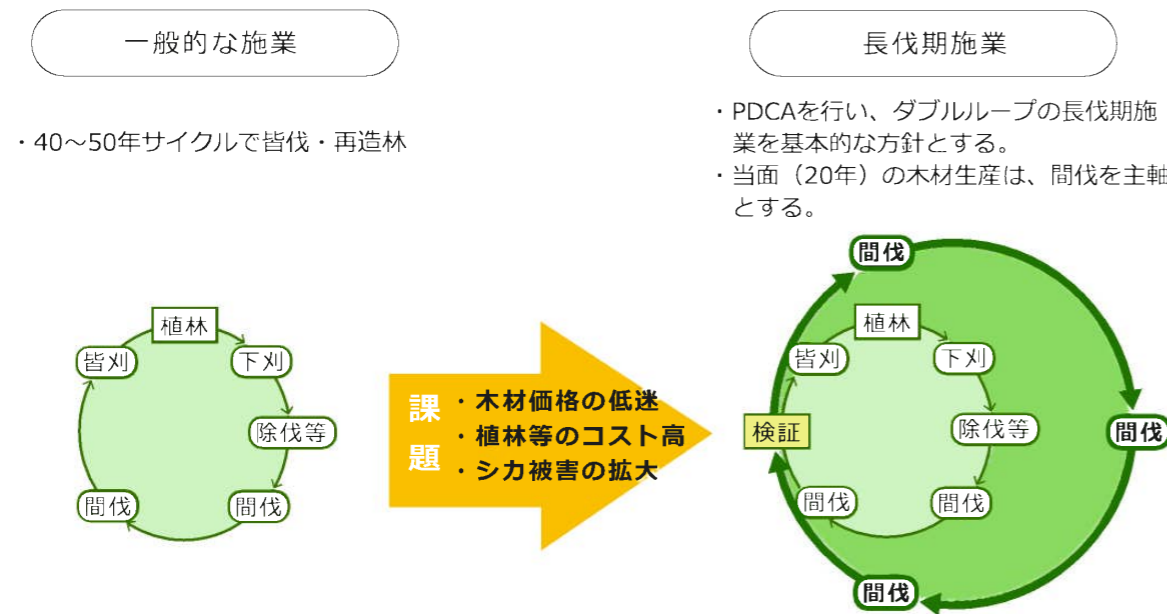 一般的な施業
・40～50年サイクルで皆伐・再造林
植林
下刈
除伐等
間伐
間伐
皆刈
課題
・木材価格の低迷
・植林等のコスト高
・シカ被害の拡大
長伐期施業
・PDCAを行い、ダブルループの長伐期施
業を基本的な方針とする。
・当面（20年）の木材生産は、間伐を主軸
とする。
間伐
植林
皆刈
下刈
検証
除伐等
間伐
間伐
間伐
間伐